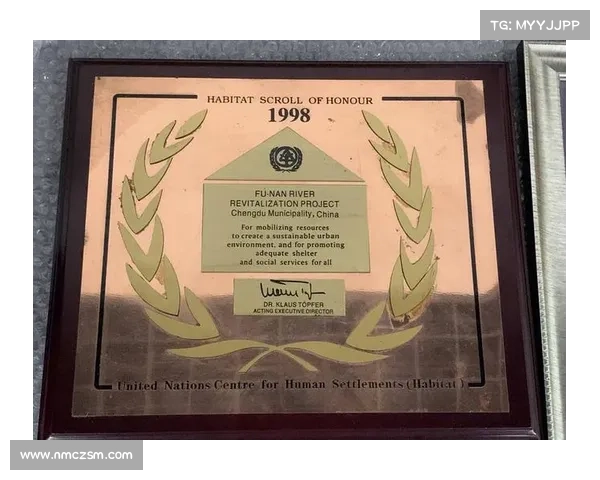 TG: MYYJJPP
HABITAT SCROLL OF HONOUR
1998
FU-NAN RIVER
REVITALIZATION PROJECT
Chengdu Municipality, China
For mobilizing resources
to create a sustainable urban
environment, and for promoting
adequate shelter
and social services for all
DR. KLAUS TÖPFER
ACTING EXECUTIVE DIRECTOR
United Nations Centre for Human Settlements (Habitat)
www.nmczsm.com